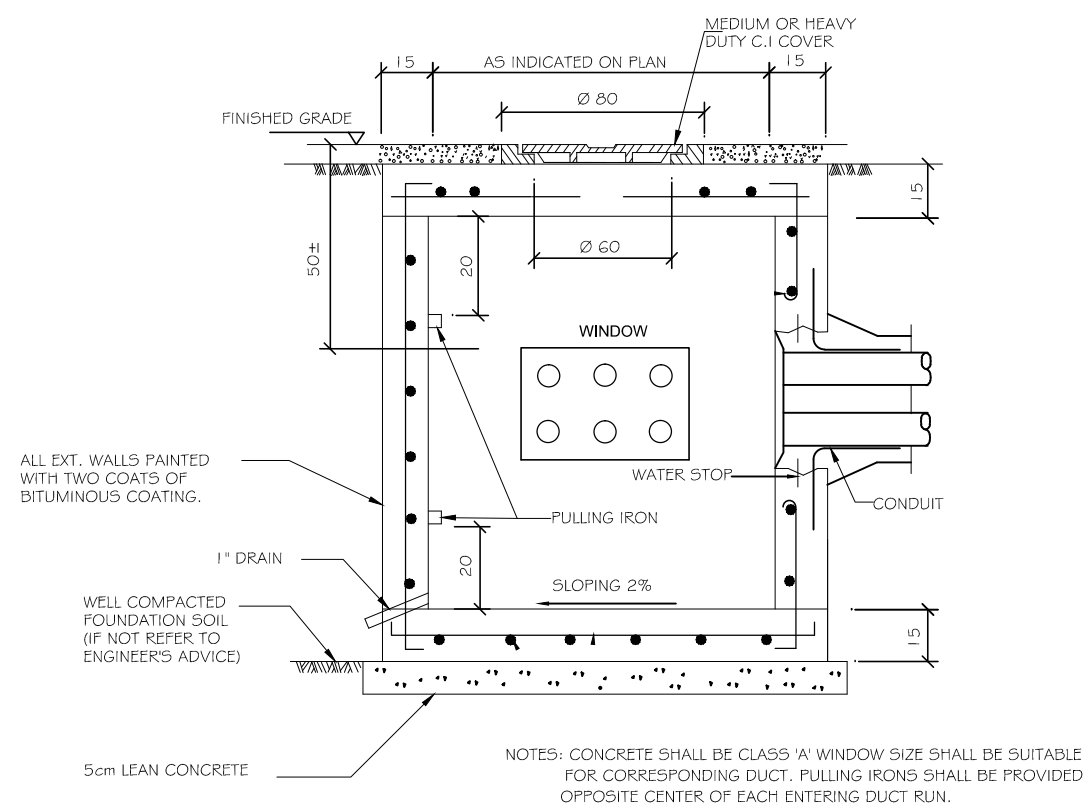 MEDIUM OR HEAVY
DUTY C.I COVER
15
AS INDICATED ON PLAN
15
Ø 80
FINISHED GRADE
15
50±
20
Ø 60
WINDOW
ALL EXT. WALLS PAINTED
WITH TWO COATS OF
BITUMINOUS COATING.
WATER STOP
CONDUIT
PULLING IRON
1" DRAIN
20
SLOPING 2%
WELL COMPACTED
FOUNDATION SOIL
(IF NOT REFER TO
ENGINEER'S ADVICE)
15
5cm LEAN CONCRETE
NOTES: CONCRETE SHALL BE CLASS 'A' WINDOW SIZE SHALL BE SUITABLE
FOR CORRESPONDING DUCT. PULLING IRONS SHALL BE PROVIDED
OPPOSITE CENTER OF EACH ENTERING DUCT RUN.